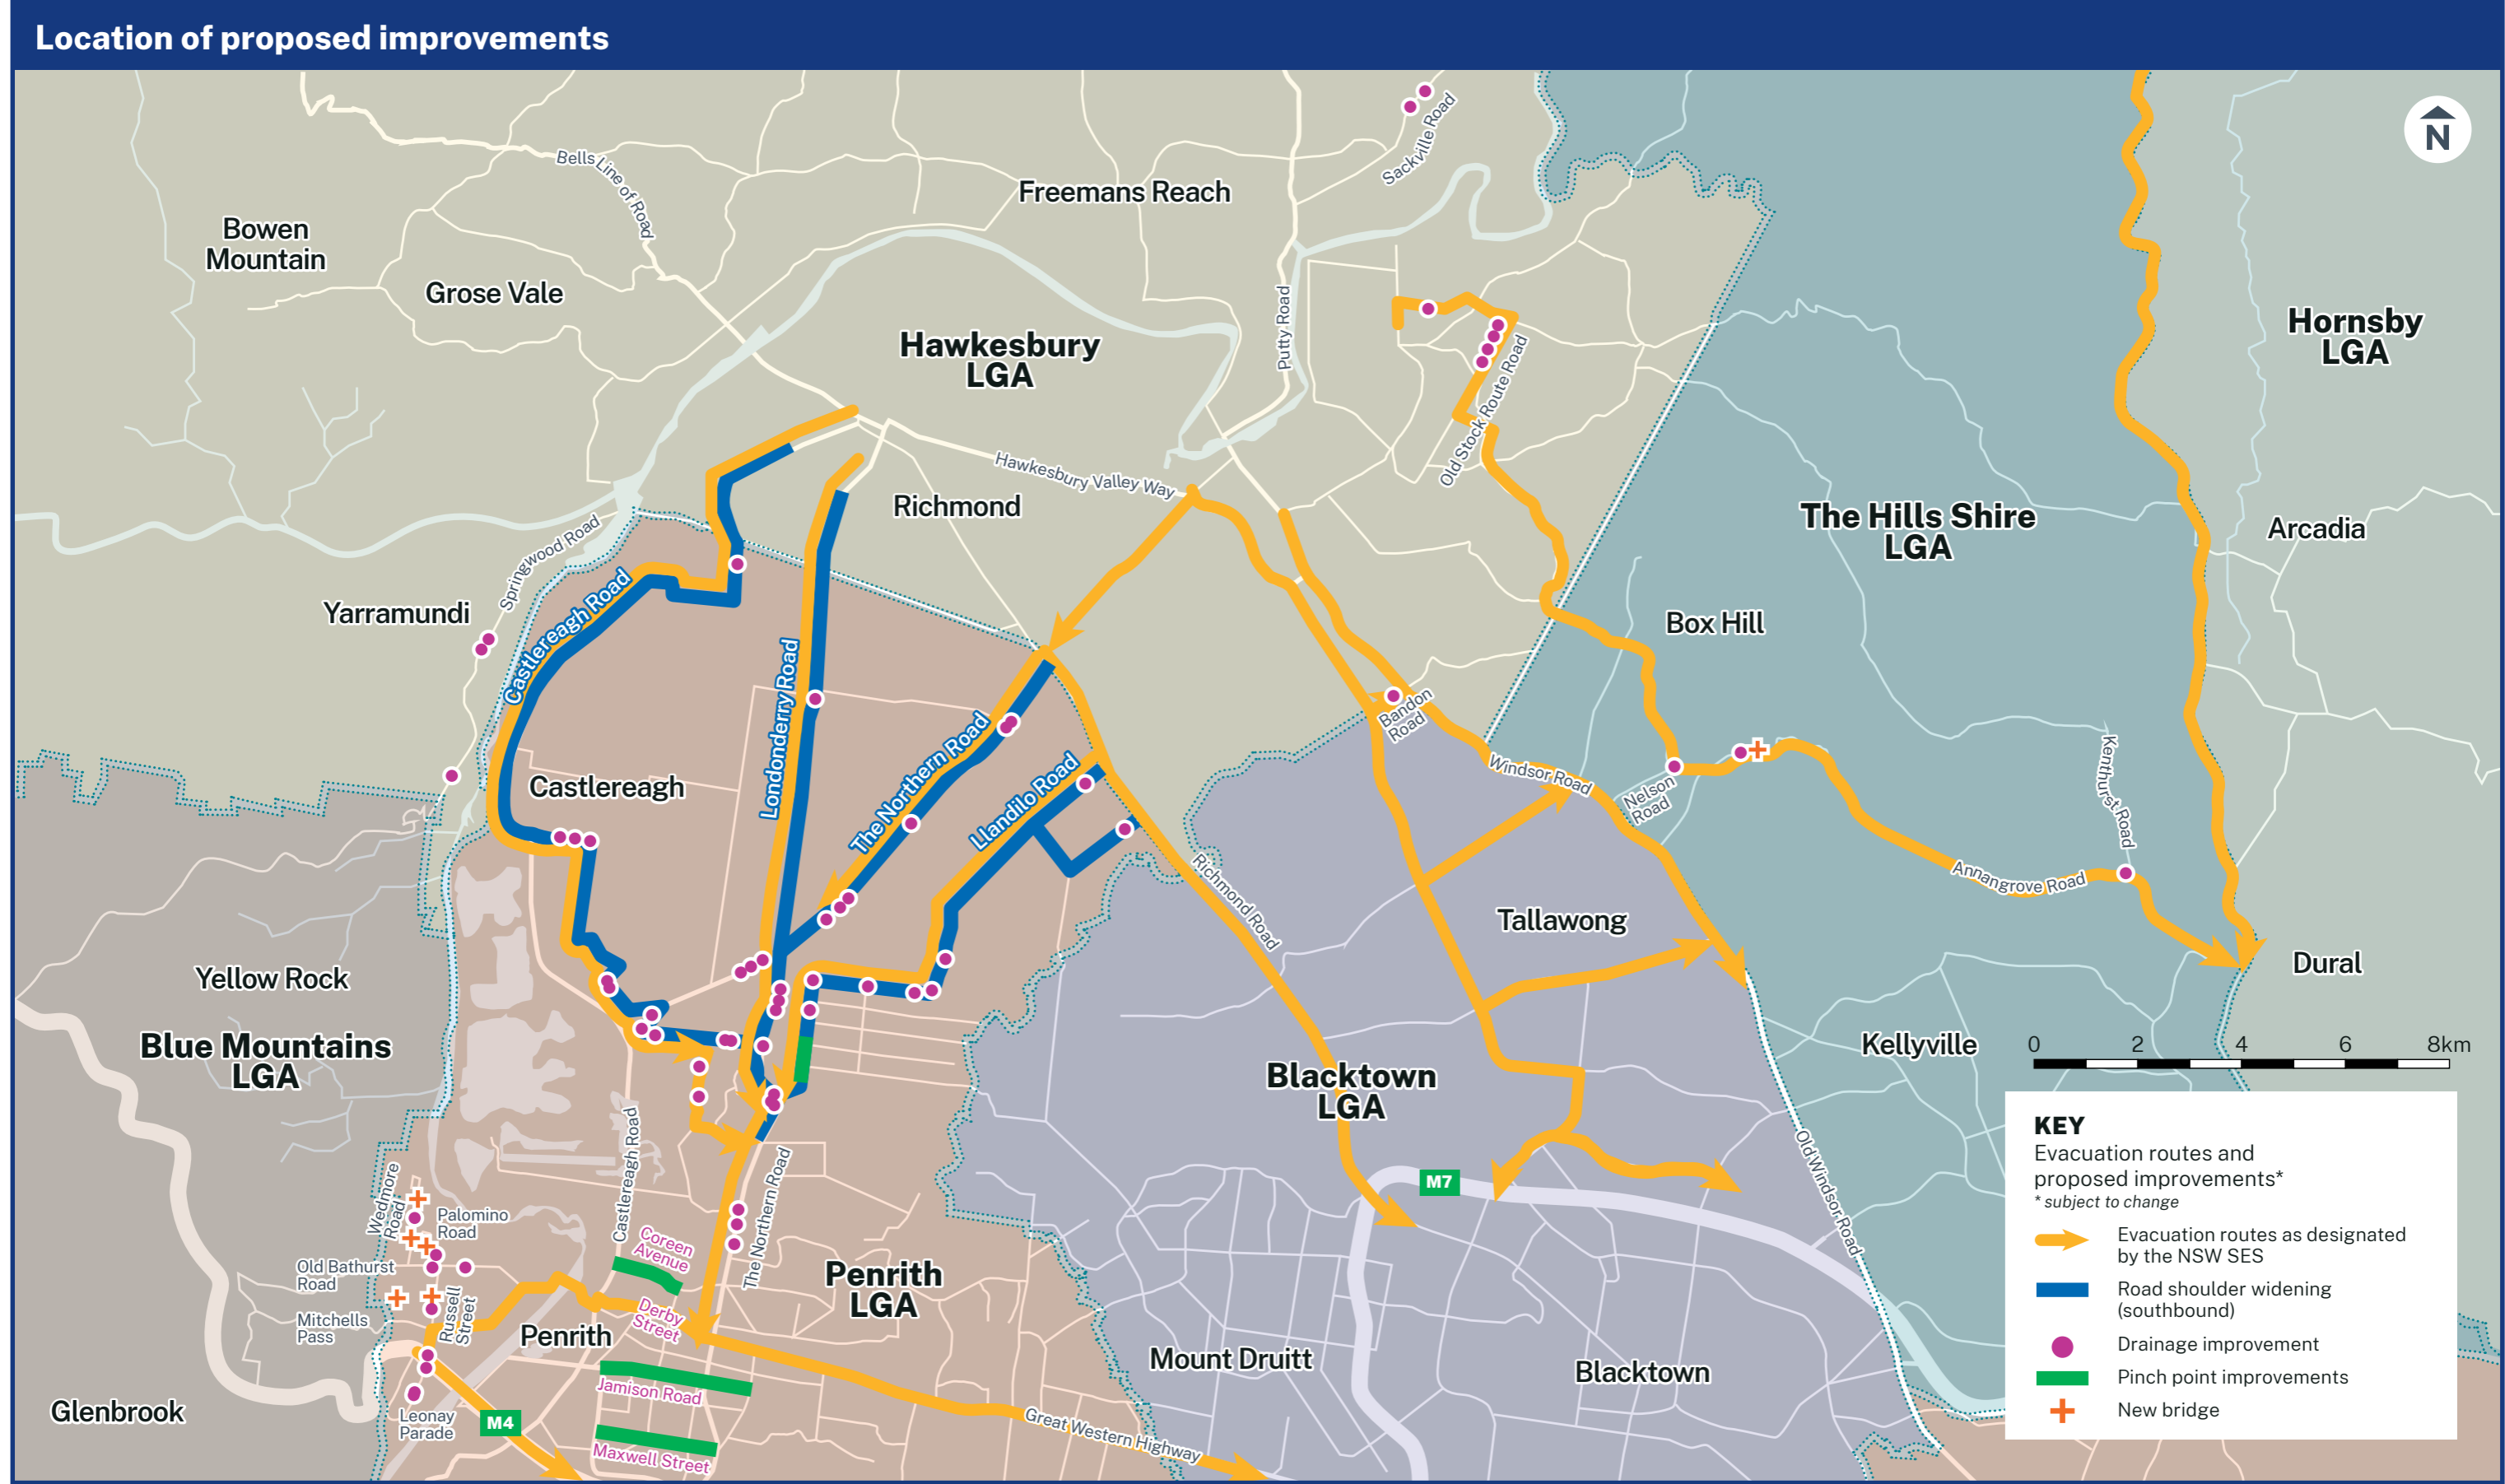 Location of proposed improvements
N
Sackville Road
Bells Line of Road
Freemans Reach
Bowen
Mountain
Grose Vale
Putty Road
Hawkesbury
LGA
Hornsby
LGA
Old Stock Route Road
Hawkesbury Valley Way
Richmond
The Hills Shire
LGA
Arcadia
Springwood Road
Yarramundi
Castlereagh Road
Box Hill
Londonderry Road
The Northern Road
Llandilo Road
Bandon
Road
Windsor Road
Nelson
Road
Kenthurst Road
Castlereagh
Annangrove Road
Richmond Road
Tallawong
Yellow Rock
Dural
Blue Mountains
LGA
Kellyville
0 2 4 6 8km
Blacktown
LGA
Castlereagh Road
The Northern Road
Old Windsor Road
M7
Wedmore
Road
Palomino
Road
Coreen
Avenue
Old Bathurst
Road
Penrith
LGA
Mitchells
Pass
Russell
Street
Derby
Street
Penrith
Mount Druitt
Blacktown
Jamison Road
Glenbrook
Leonay
Parade
M4
Great Western Highway
Maxwell Street
KEY
Evacuation routes and
proposed improvements*
* subject to change
Evacuation routes as designated
by the NSW SES
Road shoulder widening
(southbound)
Drainage improvement
Pinch point improvements
New bridge